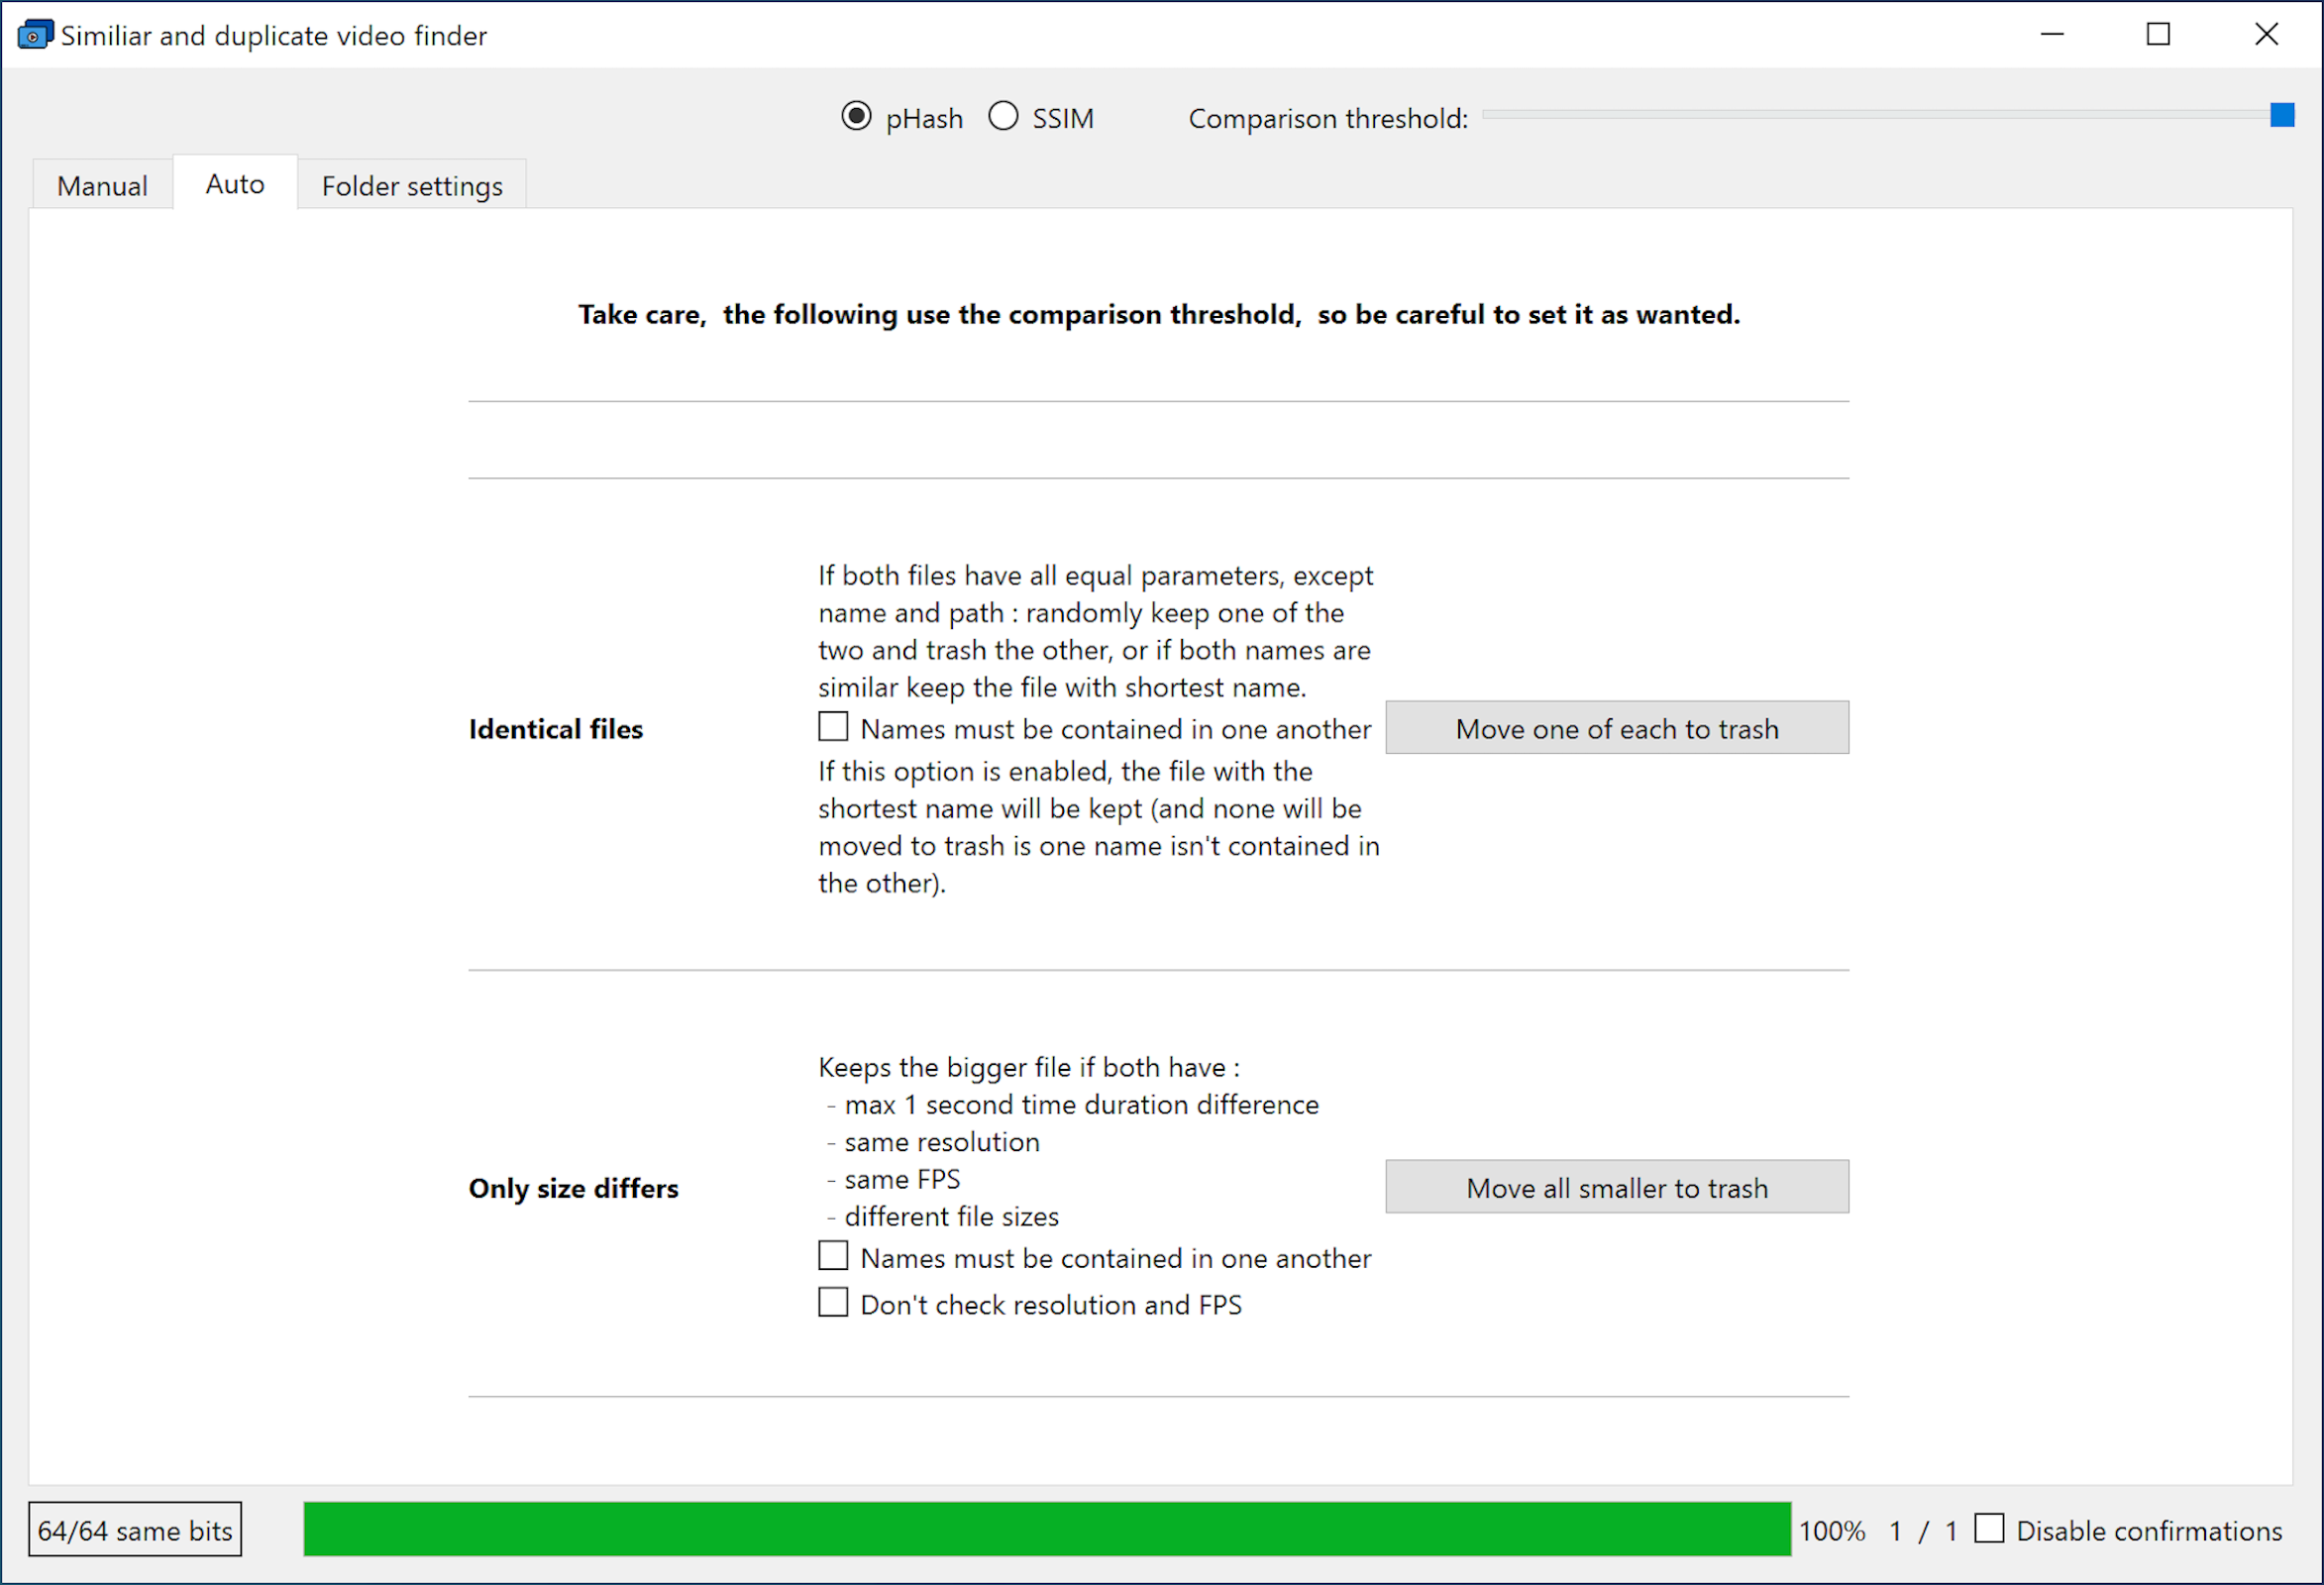 Similiar and duplicate video finder
pHash SSIM Comparison threshold:
Manual Auto Folder settings
Take care,  the following use the comparison threshold,  so be careful to set it as wanted.
If both files have all equal parameters, except
name and path : randomly keep one of the
two and trash the other, or if both names are
similar keep the file with shortest name.
Identical files
Names must be contained in one another
Move one of each to trash
If this option is enabled, the file with the
shortest name will be kept (and none will be
moved to trash is one name isn't contained in
the other).
Keeps the bigger file if both have :
- max 1 second time duration difference
- same resolution
- same FPS
Only size differs
Move all smaller to trash
- different file sizes
Names must be contained in one another
Don't check resolution and FPS
64/64 same bits 100% 1 / 1 Disable confirmations